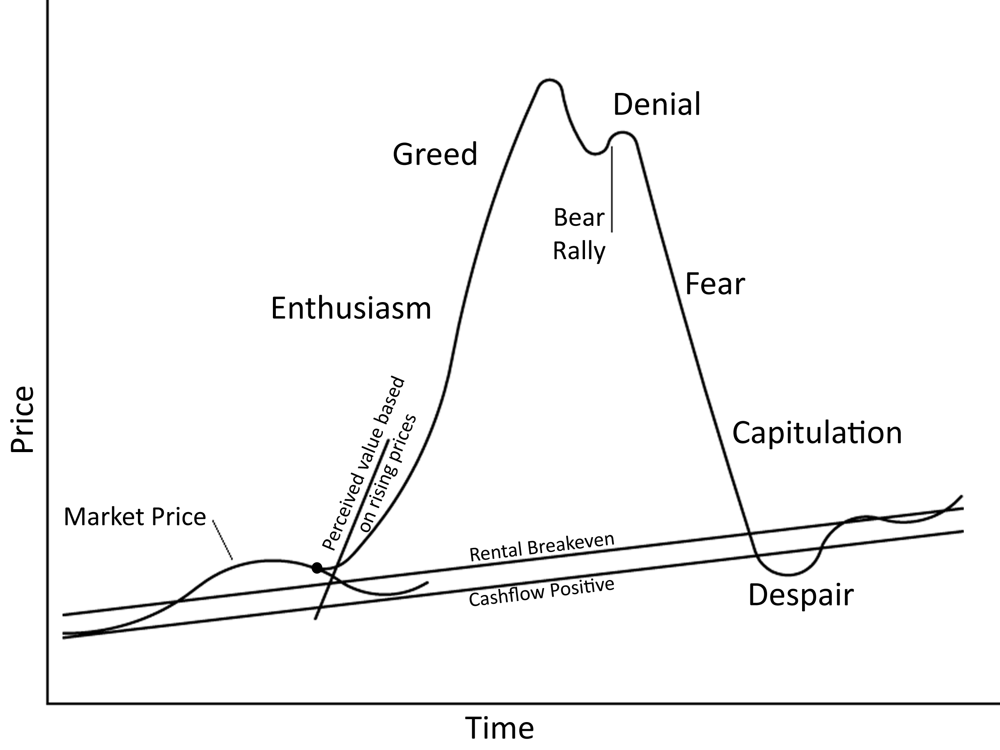 Denial
Greed
Bear
Rally
Fear
Enthusiasm
Perceived value based
on rising prices
Price
Capitulation
Market Price
Rental Breakeven
Cashflow Positive
Despair
Time